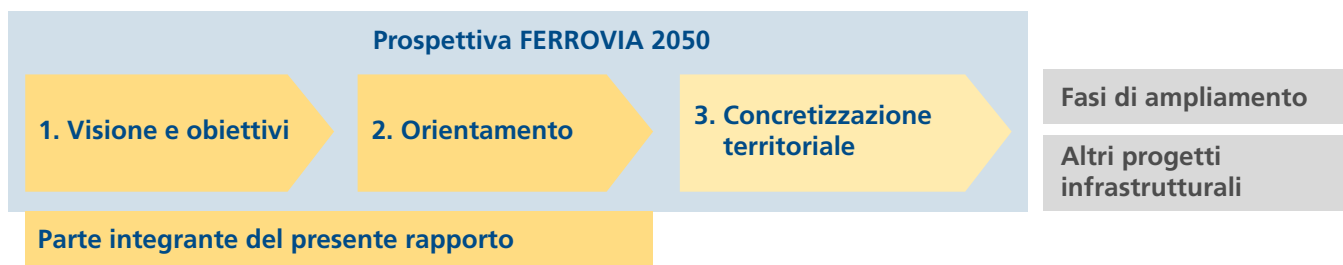 Prospettiva FERROVIA 2050
1. Visione e obiettivi
2. Orientamento
3. Concretizzazione
territoriale
Fasi di ampliamento
Altri progetti
infrastrutturali
Parte integrante del presente rapporto